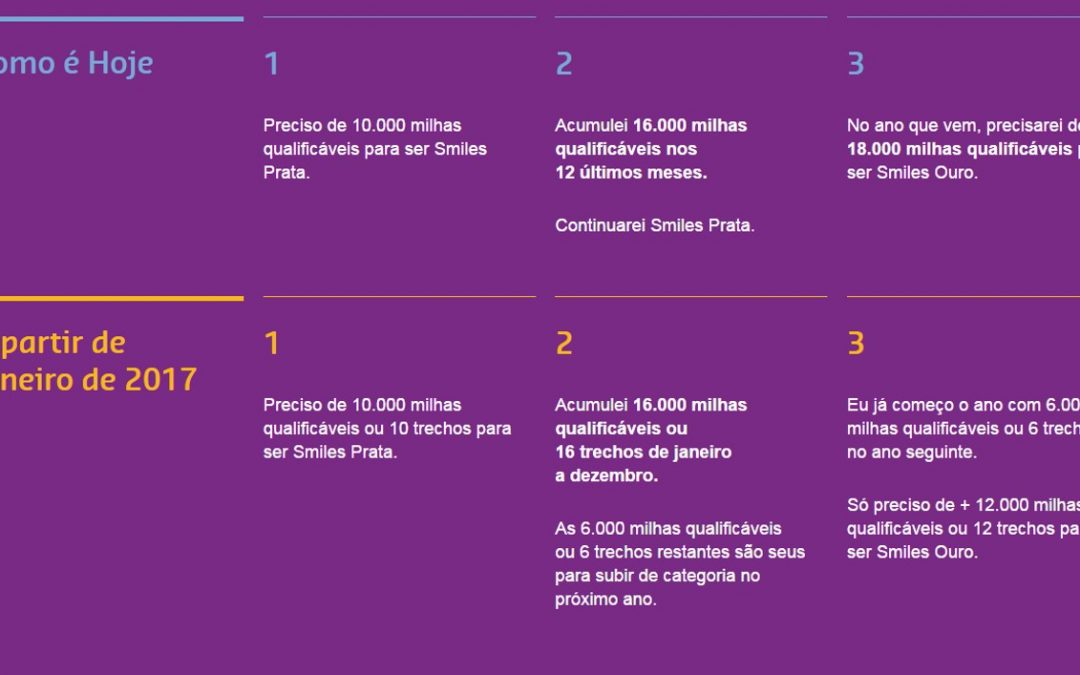 omo é Hoje
1
Preciso de 10.000 milhas
qualificáveis para ser Smiles
Prata.
2
Acumulei 16.000 milhas
qualificáveis nos
12 últimos meses.
Continuarei Smiles Prata.
3
No ano que vem, precisarei de
18.000 milhas qualificáveis p
ser Smiles Ouro.
partir de
neiro de 2017
1
Preciso de 10.000 milhas
qualificáveis ou 10 trechos para
ser Smiles Prata.
2
Acumulei 16.000 milhas
qualificáveis ou
16 trechos de janeiro
a dezembro.
As 6.000 milhas qualificáveis
ou 6 trechos restantes são seus
para subir de categoria no
próximo ano.
3
Eu já começo o ano com 6.00
milhas qualificáveis ou 6 trech
no ano seguinte.
Só preciso de + 12.000 milhas
qualificáveis ou 12 trechos pa
ser Smiles Ouro.